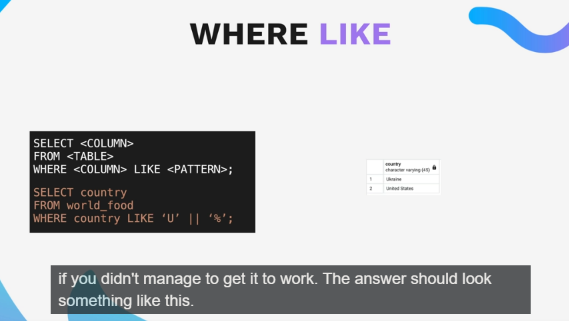 WHERE LIKE
SELECT <COLUMN>
FROM <TABLE>
WHERE <COLUMN> LIKE <PATTERN>;
SELECT country
FROM world_food
WHERE country LIKE ‘U’ || ‘%’;
country
character varying (40)
1 Ukraine
2 United States
if you didn't manage to get it to work. The answer should look
something like this.